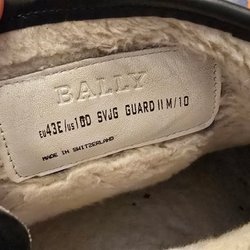 BALLY
EU43E/US10D SVJG GUARD II M/10
MADE IN SWITZERLAND